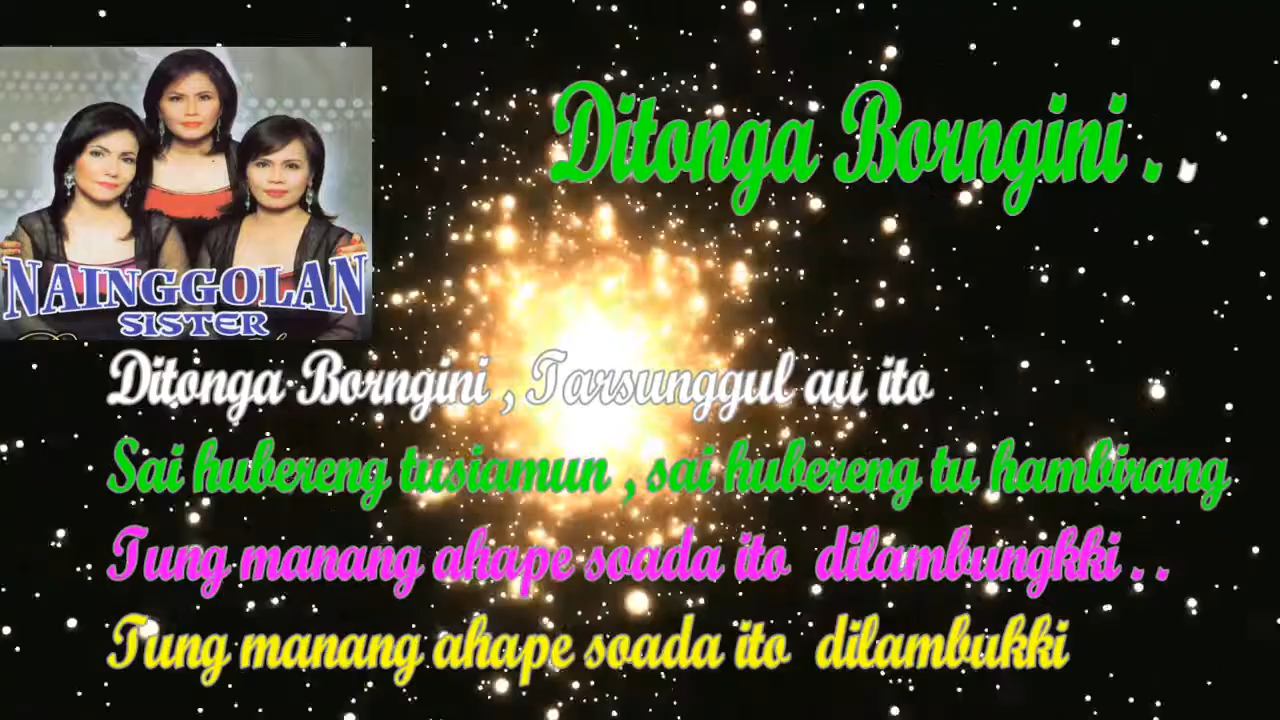 NAINGGOLAN
SISTER
Ditonga Borngini . .
Ditonga Borngini , Tarsunggul au ito
Sai hubereng tusiamun , sai hubereng tu hambirang
Tung manang ahape soada ito dilambungkki . .
Tung manang ahape soada ito dilambukki